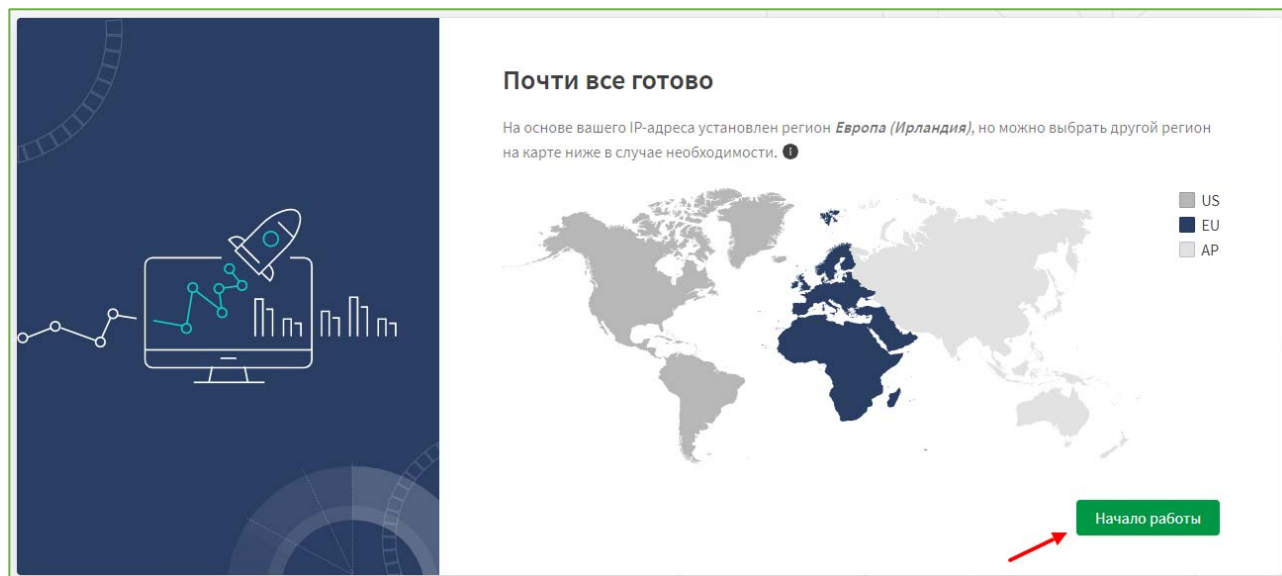 Почти все готово
На основе вашего IP-адреса установлен регион Европа (Ирландия), но можно выбрать другой регион
на карте ниже в случае необходимости.
US
EU
AP
Начало работы